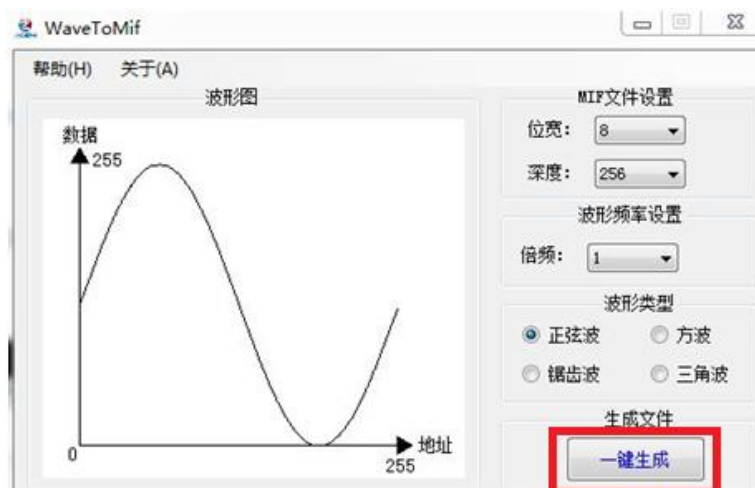 WaveToMif
帮助(H) 关于(A)
波形图
数据
255
0
地址
255
MIF文件设置
位宽： 8
深度： 256
波形频率设置
倍频： 1
波形类型
正弦波 方波
锯齿波 三角波
生成文件
一键生成